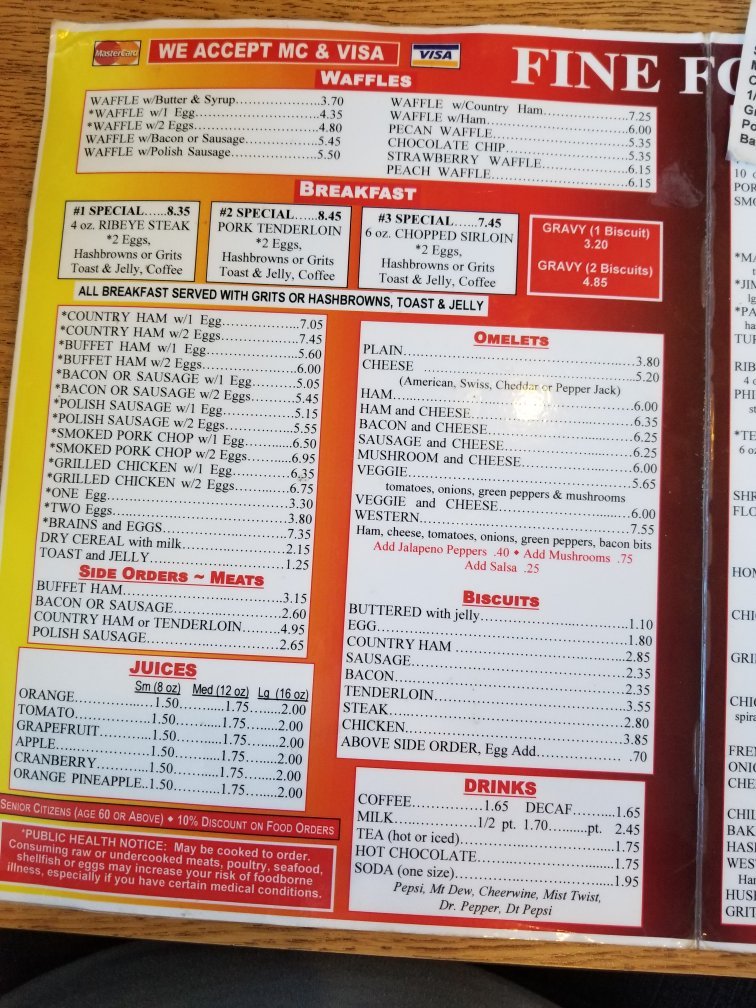 MasterCard
WE ACCEPT MC & VISA
VISA
FINE FO
WAFFLES
WAFFLE w/Butter & Syrup 3.70
*WAFFLE w/1 Egg 4.35
*WAFFLE w/2 Eggs 4.80
WAFFLE w/Bacon or Sausage 5.45
WAFFLE w/Polish Sausage 5.50
WAFFLE w/Country Ham 7.25
WAFFLE w/Ham 6.00
PECAN WAFFLE 5.35
CHOCOLATE CHIP 5.35
STRAWBERRY WAFFLE 6.15
PEACH WAFFLE 6.15
BREAKFAST
#1 SPECIAL......8.35
4 oz. RIBEYE STEAK
*2 Eggs,
Hashbrowns or Grits
Toast & Jelly, Coffee
#2 SPECIAL......8.45
PORK TENDERLOIN
*2 Eggs,
Hashbrowns or Grits
Toast & Jelly, Coffee
#3 SPECIAL......7.45
6 oz. CHOPPED SIRLOIN
*2 Eggs,
Hashbrowns or Grits
Toast & Jelly, Coffee
GRAVY (1 Biscuit)
3.20
GRAVY (2 Biscuits)
4.85
ALL BREAKFAST SERVED WITH GRITS OR HASHBROWNS, TOAST & JELLY
*COUNTRY HAM w/1 Egg 7.05
*COUNTRY HAM w/2 Eggs 7.45
*BUFFET HAM w/1 Egg 5.60
*BUFFET HAM w/2 Eggs 6.00
*BACON OR SAUSAGE w/1 Egg 5.05
*BACON OR SAUSAGE w/2 Eggs 5.45
*POLISH SAUSAGE w/1 Egg 5.15
*POLISH SAUSAGE w/2 Eggs 5.55
*SMOKED PORK CHOP w/1 Egg 6.50
*SMOKED PORK CHOP w/2 Eggs 6.95
*GRILLED CHICKEN w/1 Egg 6.35
*GRILLED CHICKEN w/2 Eggs 6.75
*ONE Egg 3.30
*TWO Eggs 3.80
*BRAINS and EGGS 7.35
DRY CEREAL with milk 2.15
TOAST and JELLY 1.25
SIDE ORDERS ~ MEATS
BUFFET HAM 3.15
BACON OR SAUSAGE 2.60
COUNTRY HAM or TENDERLOIN 4.95
POLISH SAUSAGE 2.65
JUICES
Sm (8 oz) Med (12 oz) Lg (16 oz)
ORANGE 1.50 1.75 2.00
TOMATO 1.50 1.75 2.00
GRAPEFRUIT 1.50 1.75 2.00
APPLE 1.50 1.75 2.00
CRANBERRY 1.50 1.75 2.00
ORANGE PINEAPPLE 1.50 1.75 2.00
SENIOR CITIZENS (AGE 60 OR ABOVE) ♦ 10% DISCOUNT ON FOOD ORDERS
*PUBLIC HEALTH NOTICE: May be cooked to order.
Consuming raw or undercooked meats, poultry, seafood,
shellfish or eggs may increase your risk of foodborne
illness, especially if you have certain medical conditions.
OMELETS
PLAIN 3.80
CHEESE 5.20
(American, Swiss, Cheddar or Pepper Jack)
HAM 6.00
HAM and CHEESE 6.35
BACON and CHEESE 6.25
SAUSAGE and CHEESE 6.25
MUSHROOM and CHEESE 6.00
VEGGIE 5.65
tomatoes, onions, green peppers & mushrooms
VEGGIE and CHEESE 6.00
WESTERN 7.55
Ham, cheese, tomatoes, onions, green peppers, bacon bits
Add Jalapeno Peppers .40 ♦ Add Mushrooms .75
Add Salsa .25
BISCUITS
BUTTERED with jelly 1.10
EGG 1.80
COUNTRY HAM 2.85
SAUSAGE 2.35
BACON 2.35
TENDERLOIN 3.55
STEAK 2.80
CHICKEN 3.85
ABOVE SIDE ORDER, Egg Add .70
DRINKS
COFFEE 1.65 DECAF 1.65
MILK 1/2 pt. 1.70 pt. 2.45
TEA (hot or iced) 1.75
HOT CHOCOLATE 1.75
SODA (one size) 1.95
Pepsi, Mt Dew, Cheerwine, Mist Twist,
Dr. Pepper, Dt Pepsi